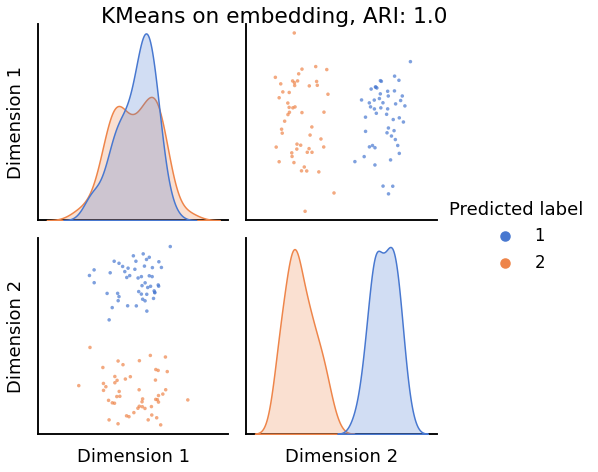 KMeans on embedding, ARI: 1.0
Dimension 1
Dimension 2
Dimension 1
Dimension 2
Predicted label
1
2